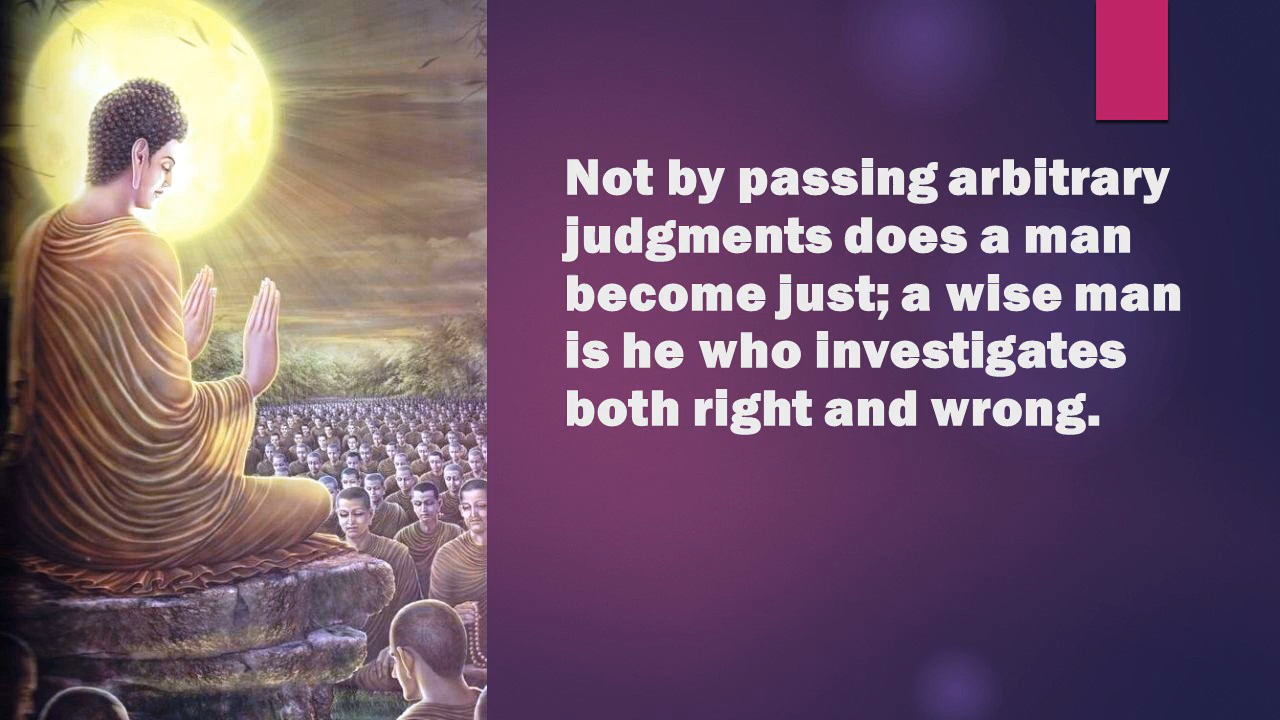 Not by passing arbitrary
judgments does a man
become just; a wise man
is he who investigates
both right and wrong.